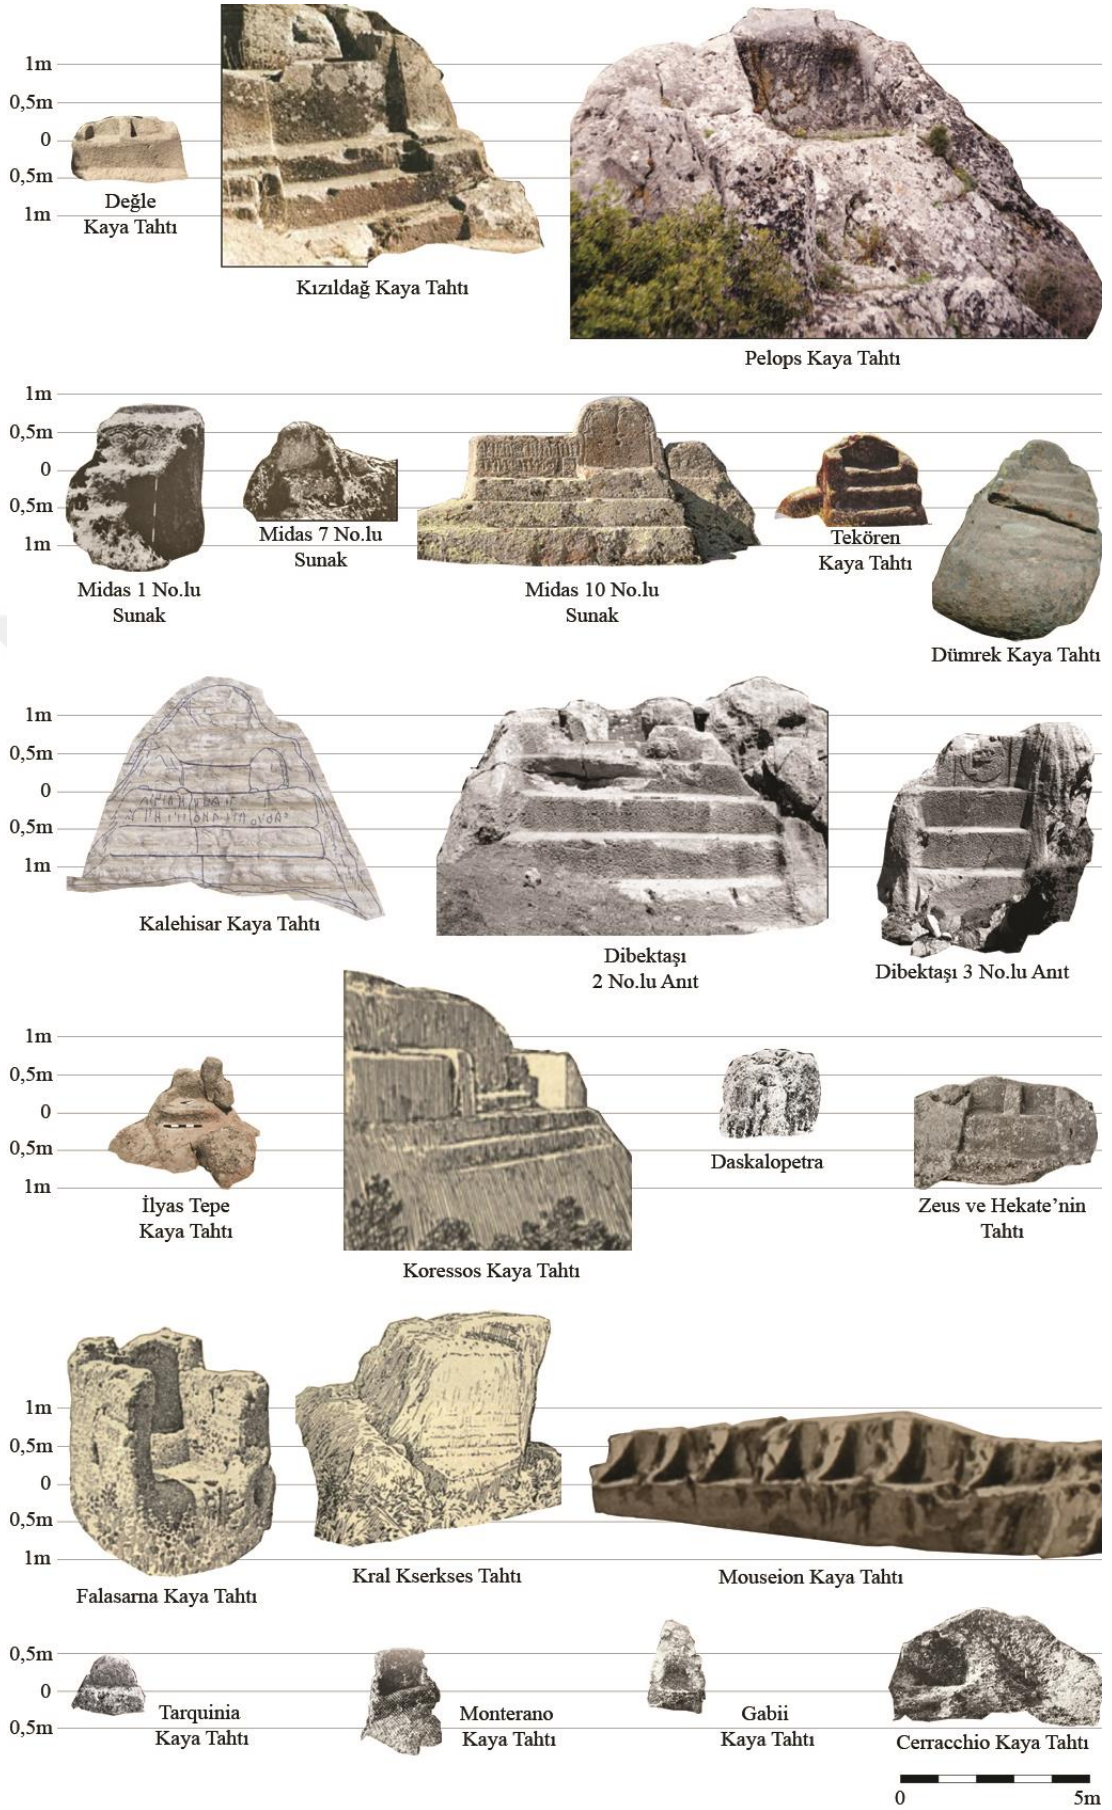 1m
0,5m
0
0,5m
1m
Değle
Kaya Tahtı
Kızıldağ Kaya Tahtı
Pelops Kaya Tahtı
1m
0,5m
0
0,5m
1m
Midas 1 No.lu
Sunak
Midas 7 No.lu
Sunak
Midas 10 No.lu
Sunak
Tekören
Kaya Tahtı
Dümrek Kaya Tahtı
1m
0,5m
0
0,5m
1m
Kalehisar Kaya Tahtı
Dibektaşı
2 No.lu Anıt
Dibektaşı 3 No.lu Anıt
1m
0,5m
0
0,5m
1m
İlyas Tepe
Kaya Tahtı
Koressos Kaya Tahtı
Daskalopetra
Zeus ve Hekate’nin
Tahtı
1m
0,5m
0
0,5m
1m
Falasarna Kaya Tahtı
Kral Kserkses Tahtı
Mouseion Kaya Tahtı
0,5m
0
0,5m
Tarquinia
Kaya Tahtı
Monterano
Kaya Tahtı
Gabii
Kaya Tahtı
Cerracchio Kaya Tahtı
0 5m